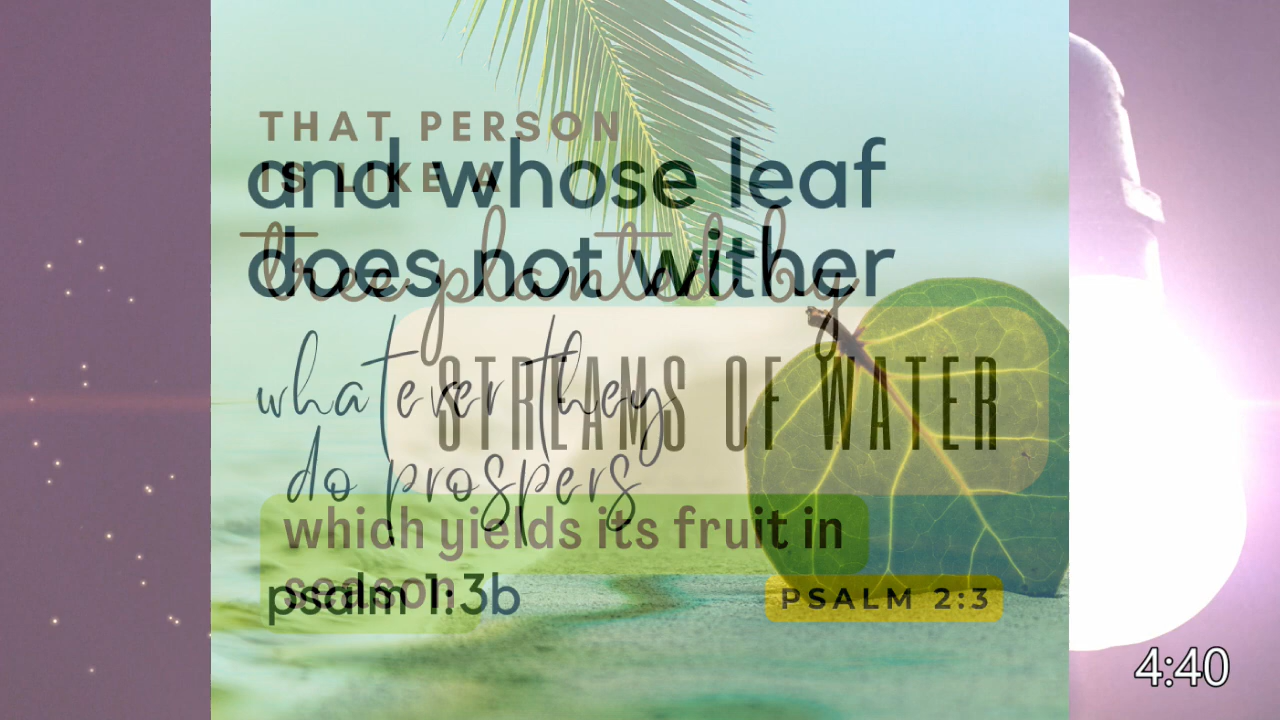 THAT PERSON
IS LIKE A
tree planted by
STREAMS OF WATER
which yields its fruit in
season
PSALM 2:3
and whose leaf
does not wither
whatever they
do prospers
psalm 1:3b
4:40